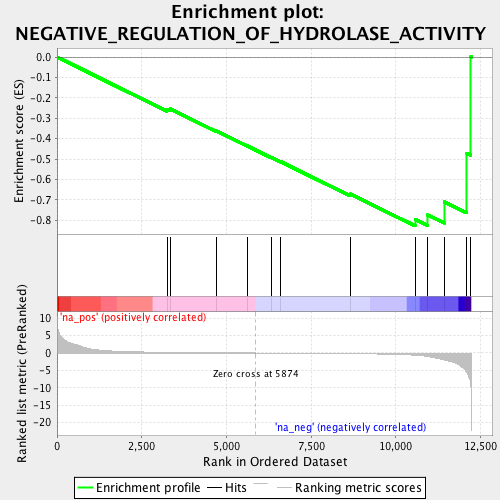 Enrichment plot:
NEGATIVE_REGULATION_OF_HYDROLASE_ACTIVITY
Enrichment score (ES)
0.0
-0.1
-0.2
-0.3
-0.4
-0.5
-0.6
-0.7
-0.8
'na_pos' (positively correlated)
Ranked list metric (PreRanked)
10
5
0
-5
-10
-15
-20
Zero cross at 5874
'na_neg' (negatively correlated)
0
2,500
5,000
7,500
10,000
12,500
Rank in Ordered Dataset
Enrichment profile
Hits
Ranking metric scores